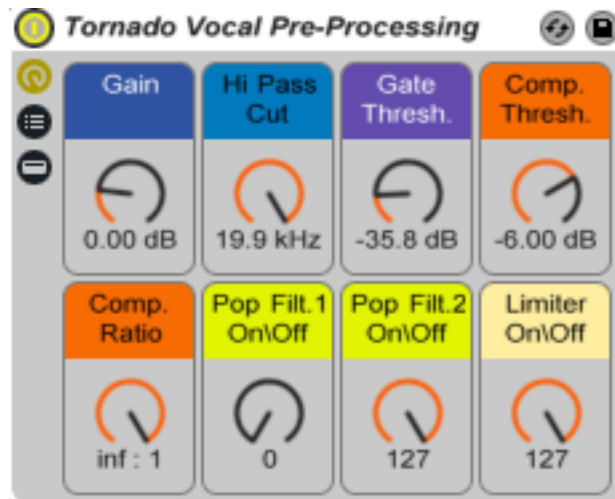 Tornado Vocal Pre-Processing
Gain
Hi Pass
Cut
Gate
Thresh.
Comp.
Thresh.
0.00 dB
19.9 kHz
-35.8 dB
-6.00 dB
Comp.
Ratio
Pop Filt.1
On\Off
Pop Filt.2
On\Off
Limiter
On\Off
inf : 1
0
127
127